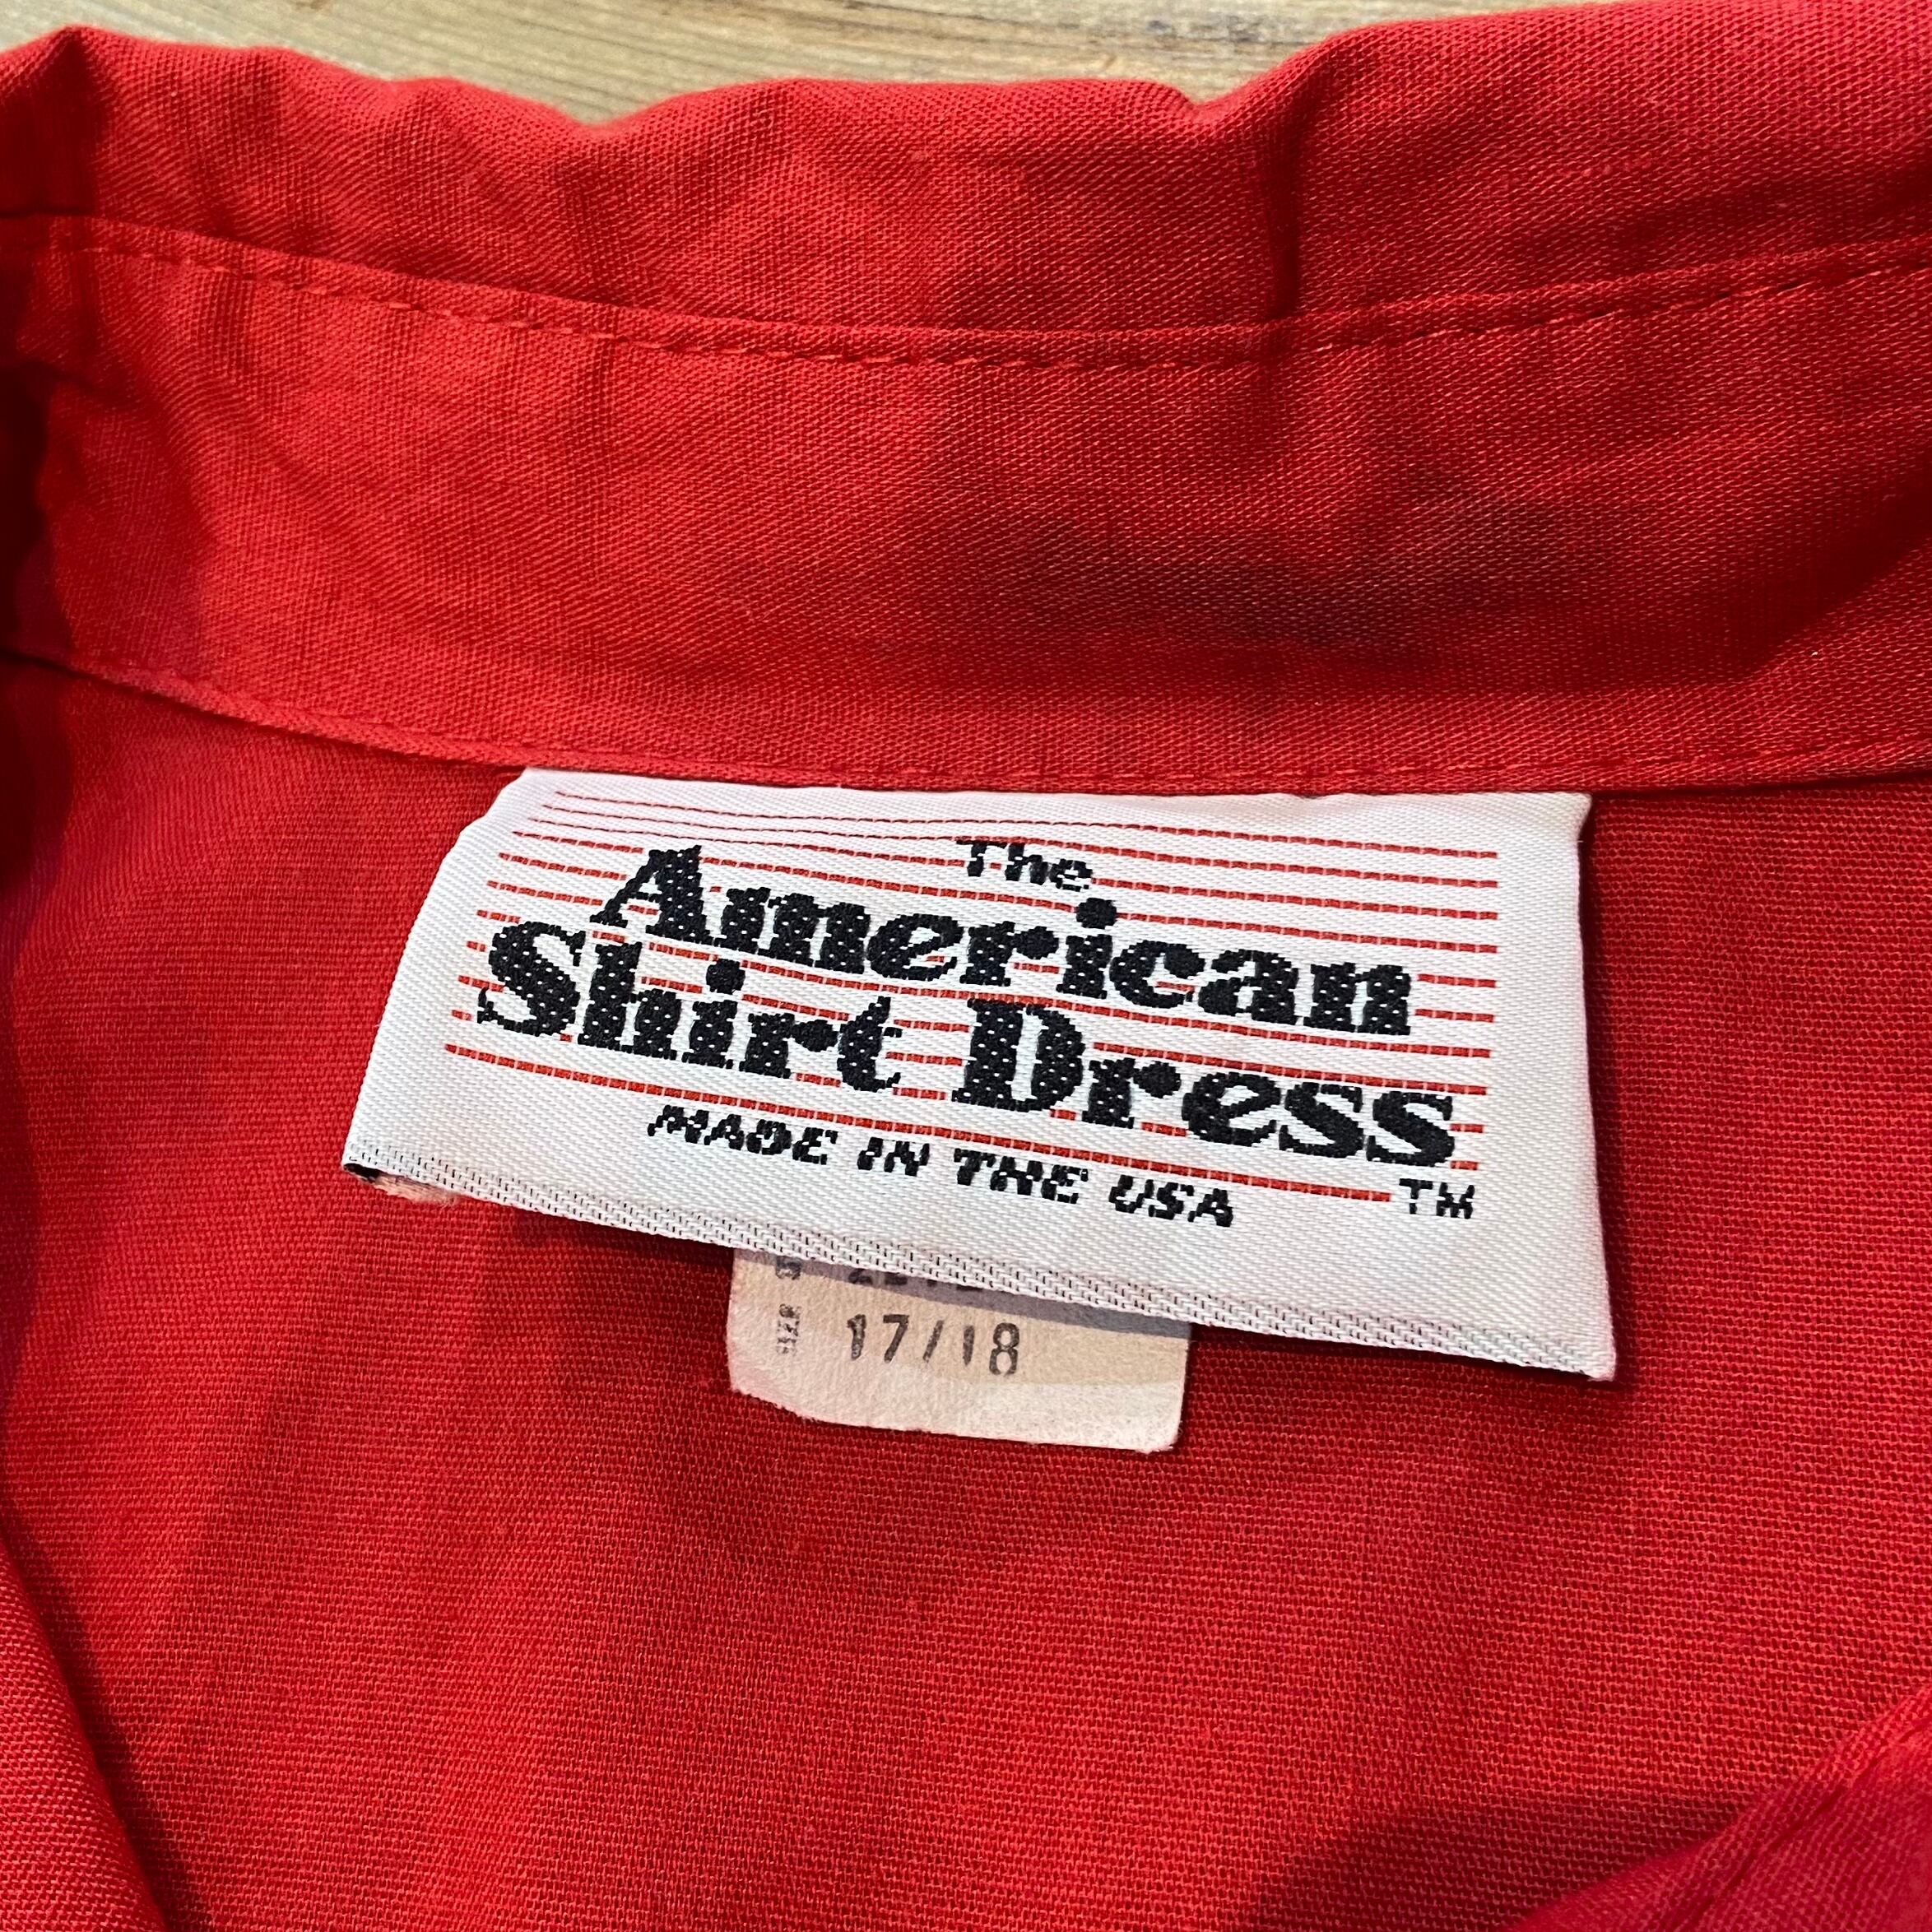 The
American
Shirt Dress
TM
MADE IN THE USA
17/18